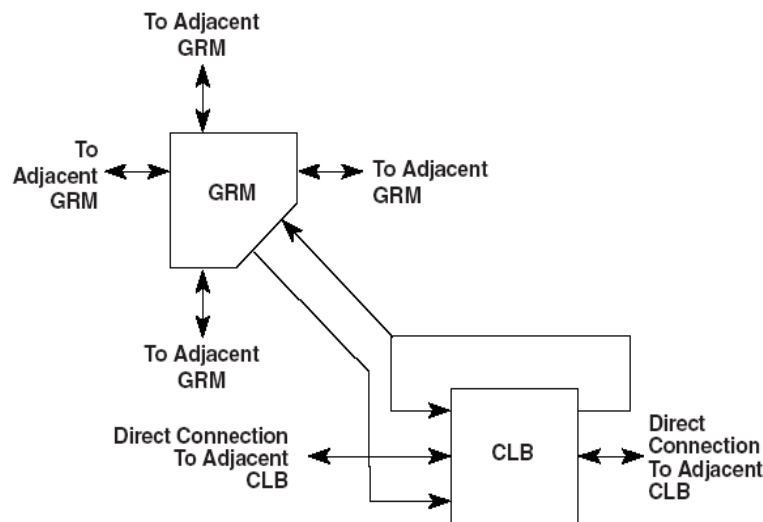 To Adjacent
GRM
To
Adjacent
GRM
GRM
To Adjacent
GRM
To Adjacent
GRM
Direct Connection
To Adjacent
CLB
CLB
Direct
Connection
To Adjacent
CLB